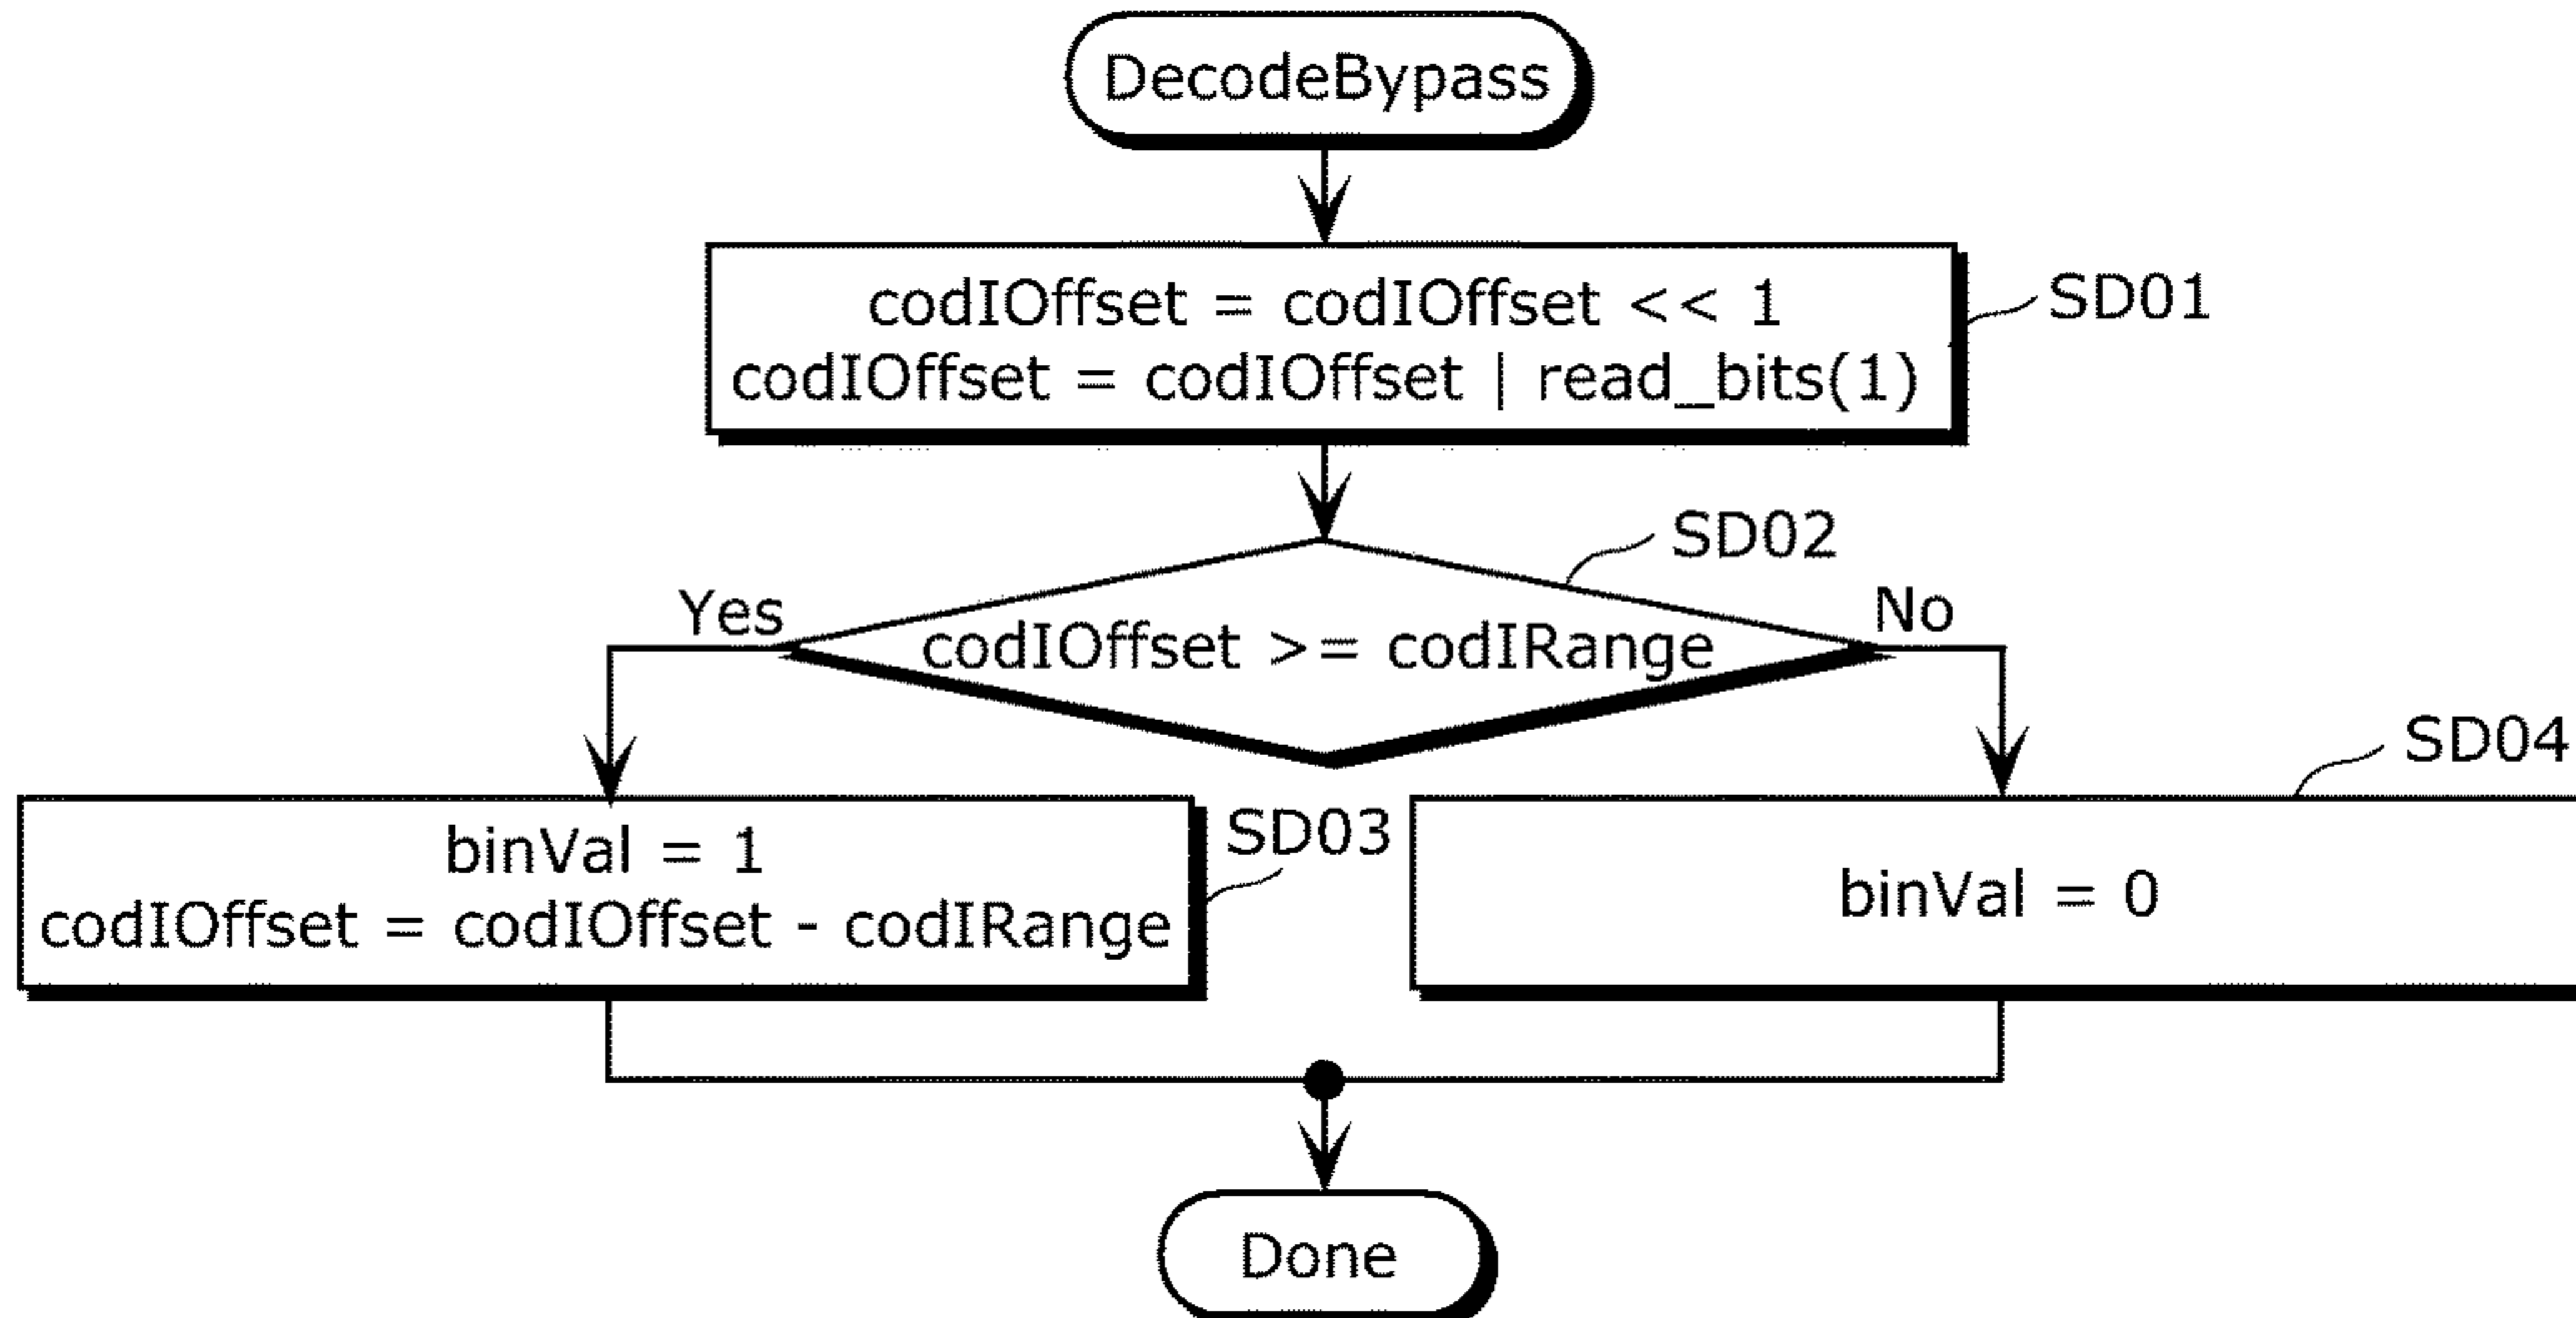 DecodeBypass
codIOffset = codIOffset << 1
codIOffset = codIOffset | read_bits(1)
SD01
SD02
Yes
codIOffset >= codIRange
No
SD04
binVal = 1
codIOffset = codIOffset - codIRange
SD03
binVal = 0
Done